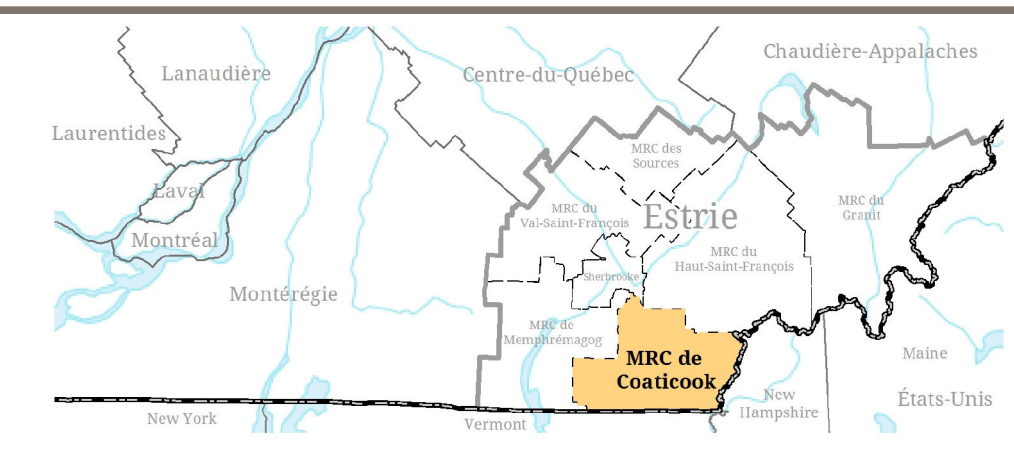 Chaudière-Appalaches
Lanaudière
Centre-du-Québec
Laurentides
MRC des
Sources
Laval
MRC du
Granit
MRC du
Val-Saint-François
Estrie
Montréal
MRC du
Haut-Saint-François
Sherbrooke
Montérégie
MRC de
Memphrémagog
MRC de
Coaticook
Maine
États-Unis
New
Hampshire
New York
Vermont